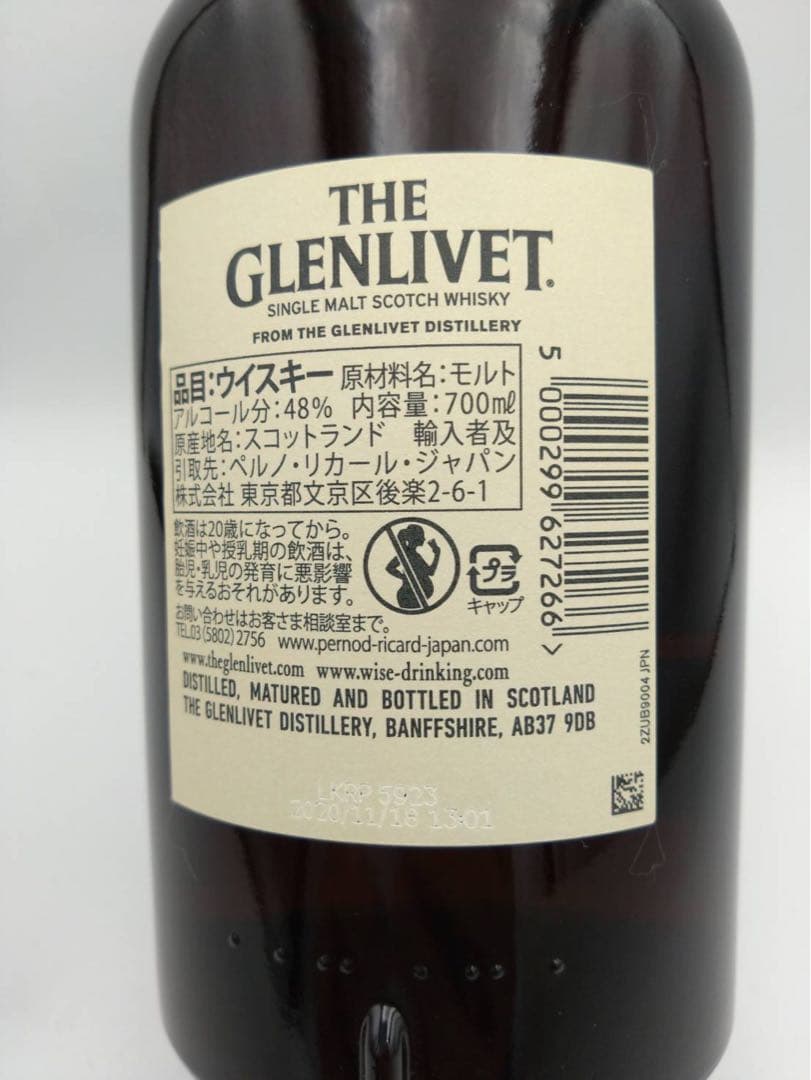 THE
GLENLIVET.
SINGLE MALT SCOTCH WHISKY
FROM THE GLENLIVET DISTILLERY
品目:ウイスキー 原材料名:モルト
アルコール分:48% 内容量:700㎖
原産地名:スコットランド 輸入者及
引取先:ペルノ・リカール・ジャパン
株式会社 東京都文京区後楽2-6-1
飲酒は20歳になってから。
妊娠中や授乳期の飲酒は、
胎児・乳児の発育に悪影響
を与えるおそれがあります。
プラ
キャップ
お問い合わせはお客さま相談室まで。
TEL.03(5802)2756 www.pernod-ricard-japan.com
www.theglenlivet.com www.wise-drinking.com
DISTILLED, MATURED AND BOTTLED IN SCOTLAND
THE GLENLIVET DISTILLERY, BANFFSHIRE, AB37 9DB
5 000299 627266 >
2ZUB9004 JPN
LKRP 5923
2020/11/16 13:01